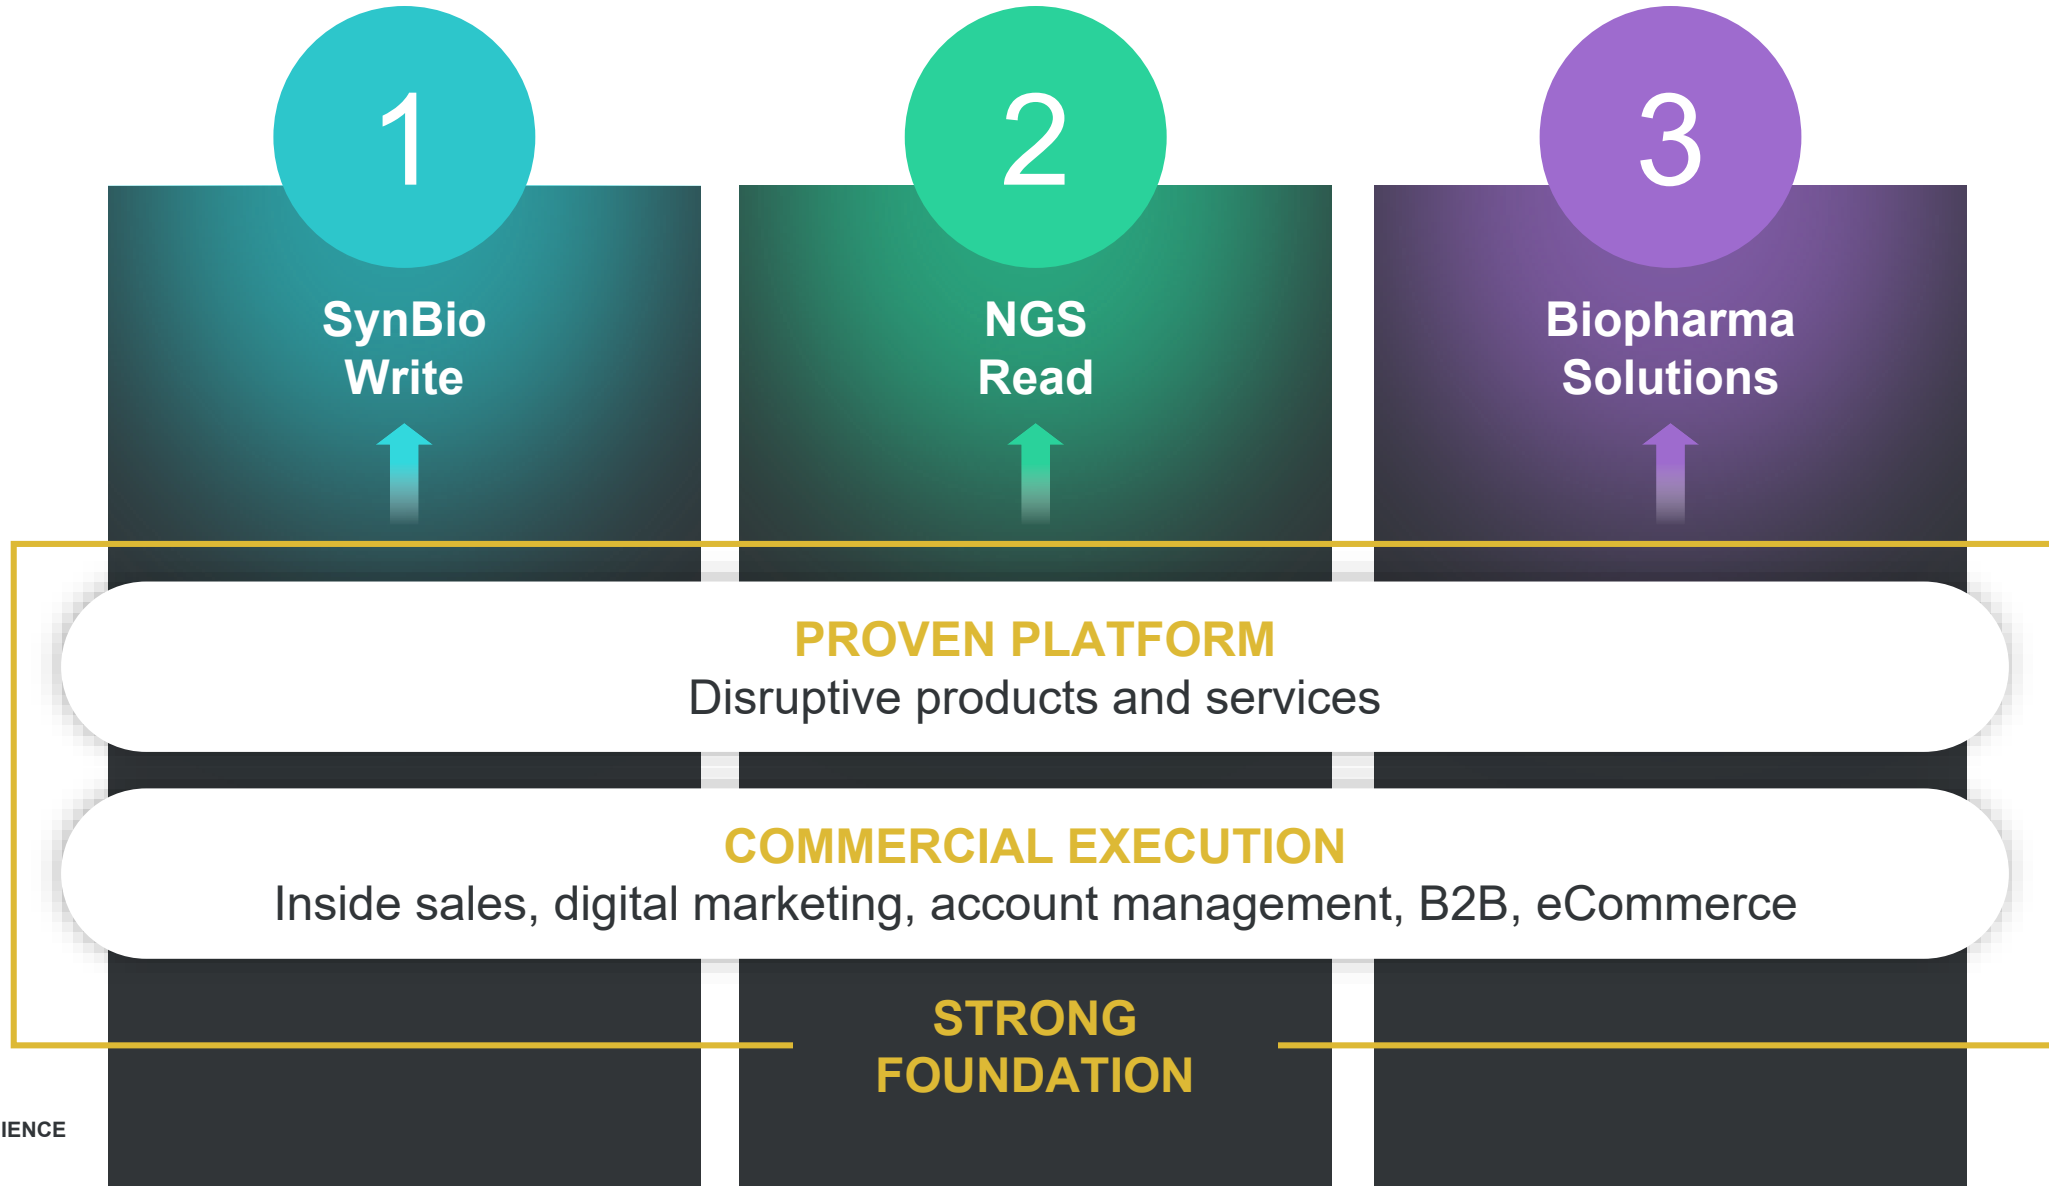 1
SynBio
Write
2
NGS
Read
3
Biopharma
Solutions
PROVEN PLATFORM
Disruptive products and services
COMMERCIAL EXECUTION
Inside sales, digital marketing, account management, B2B, eCommerce
STRONG
FOUNDATION
IENCE